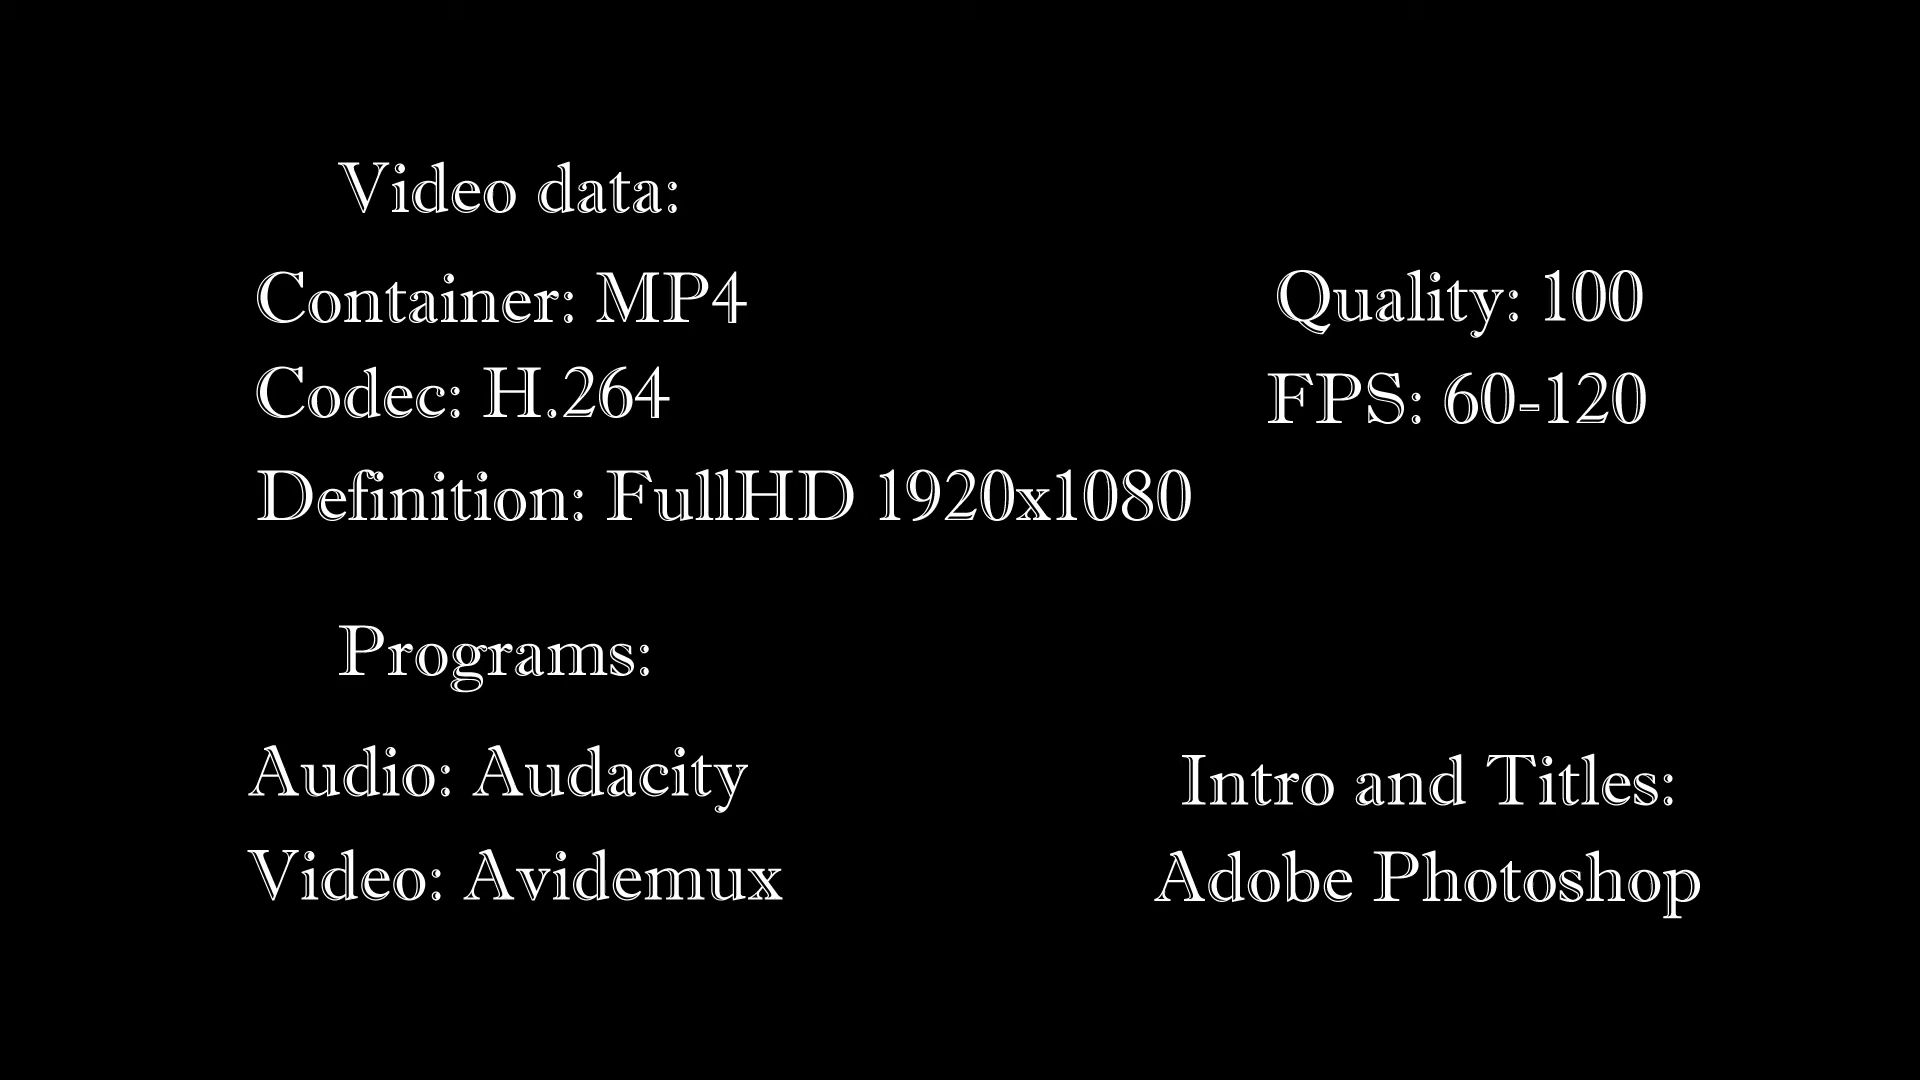 Video data:
Container: MP4
Quality: 100
Codec: H.264
FPS: 60-120
Definition: FullHD 1920x1080
Programs:
Audio: Audacity
Intro and Titles:
Video: Avidemux
Adobe Photoshop